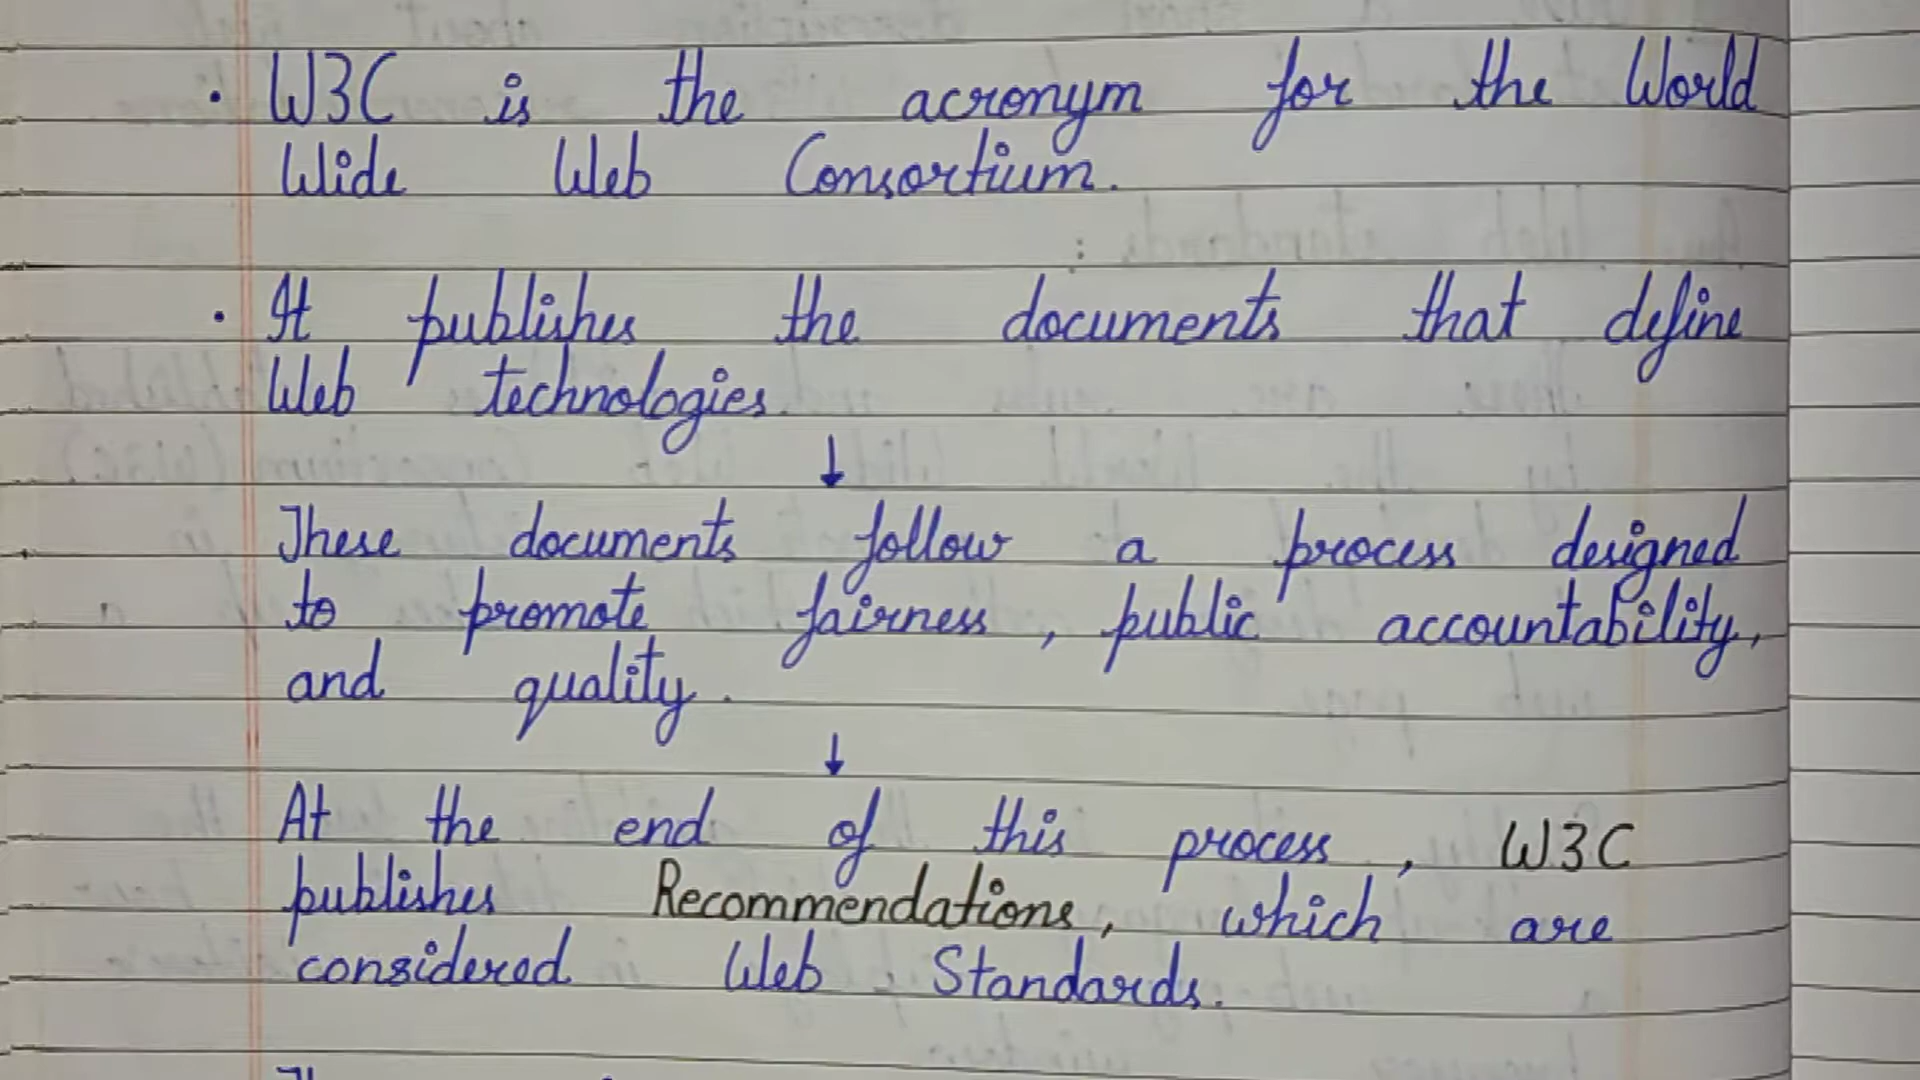 • W3C is the acronym for the World
Wide Web Consortium.
• It publishes the documents that define
Web technologies.
↓
These documents follow a process designed
to promote fairness, public accountability,
and quality.
↓
At the end of this process, W3C
publishes Recommendations, which are
considered Web Standards.